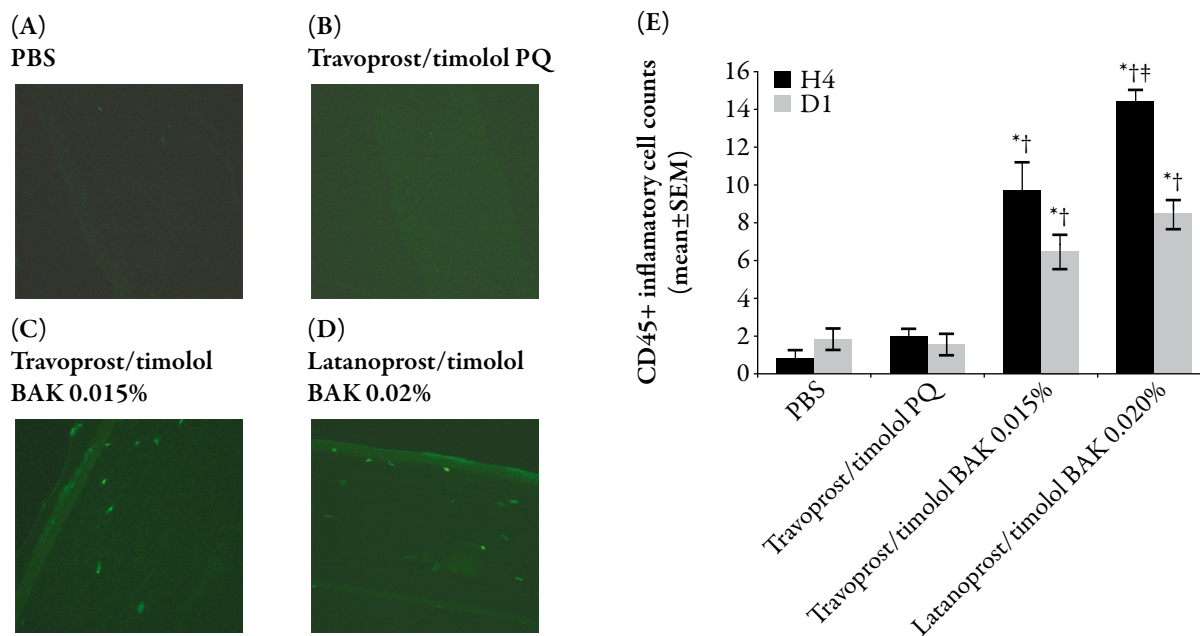 (A)
PBS
(B)
Travoprost/timolol PQ
(C)
Travoprost/timolol
BAK 0.015%
(D)
Latanoprost/timolol
BAK 0.02%
(E)
CD45+ inflamatory cell counts
(mean±SEM)
16
14
12
10
8
6
4
2
0
H4
D1
*†
*†
*†‡
*†
PBS
Travoprost/timolol PQ
Travoprost/timolol BAK 0.015%
Latanoprost/timolol BAK 0.020%